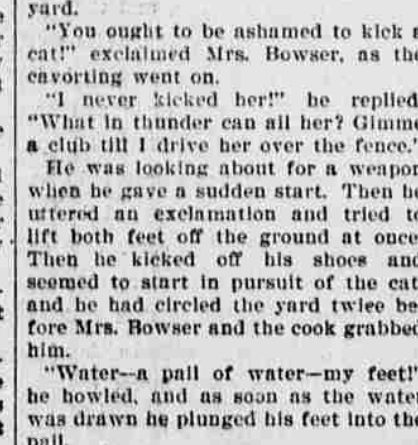 yard.
"You ought to be ashamed to kick a
cat!" exclaimed Mrs. Bowser, as the
cavorting went on.
"I never kicked her!" he replied
"What in thunder can ail her? Gimme
a club till I drive her over the fence."
He was looking about for a weapon
when he gave a sudden start. Then he
uttered an exclamation and tried to
lift both feet off the ground at once
Then he kicked off his shoes and
seemed to start in pursuit of the cat
and he had circled the yard twice be
fore Mrs. Bowser and the cook grabbed
him.
"Water—a pail of water—my feet!"
he howled, and as soon as the water
was drawn he plunged his feet into the
pail.